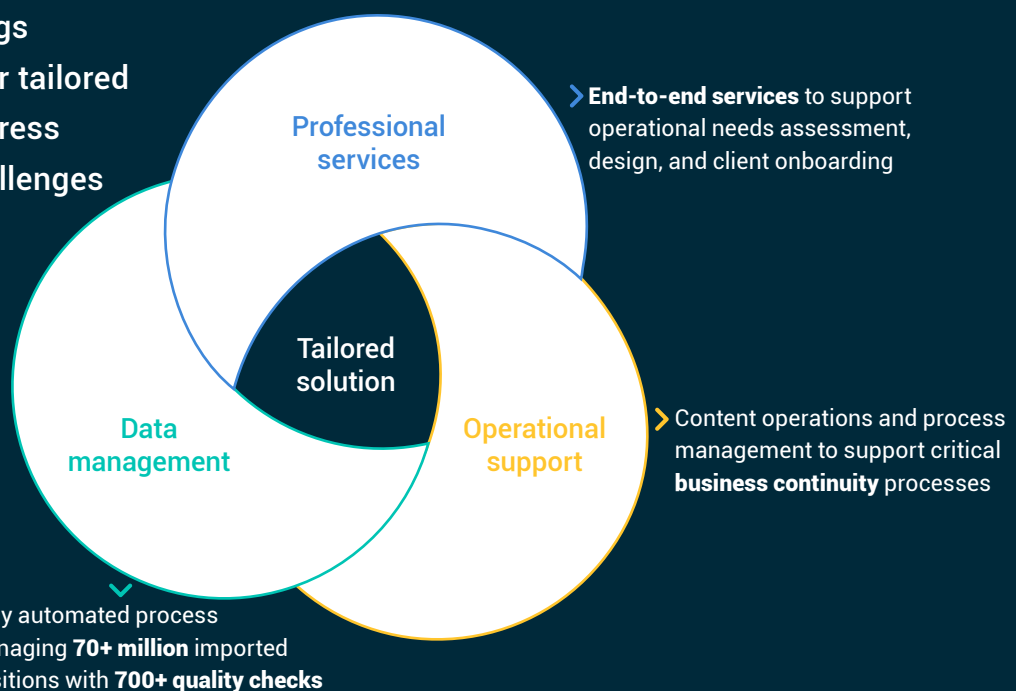 gs
r tailored
ress
llenges
Professional
services
End-to-end services to support
operational needs assessment,
design, and client onboarding
Tailored
solution
Data
management
Operational
support
Content operations and process
management to support critical
business continuity processes
y automated process
naging 70+ million imported
sitions with 700+ quality checks